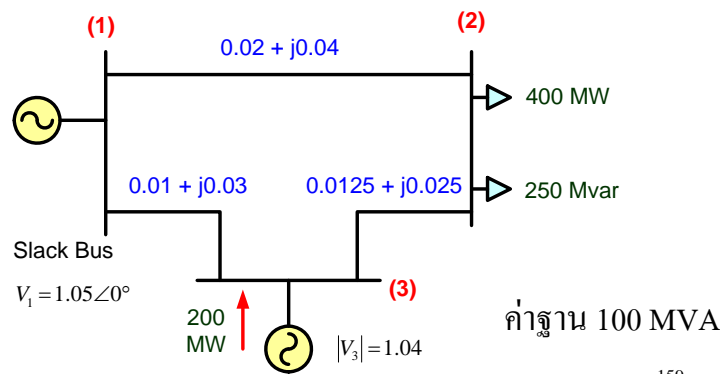 (1)
(2)
0.02 + j0.04
400 MW
0.01 + j0.03
0.0125 + j0.025
250 Mvar
Slack Bus
V₁ = 1.05∠0°
(3)
200
MW
|V₃| = 1.04
ค่าฐาน 100 MVA